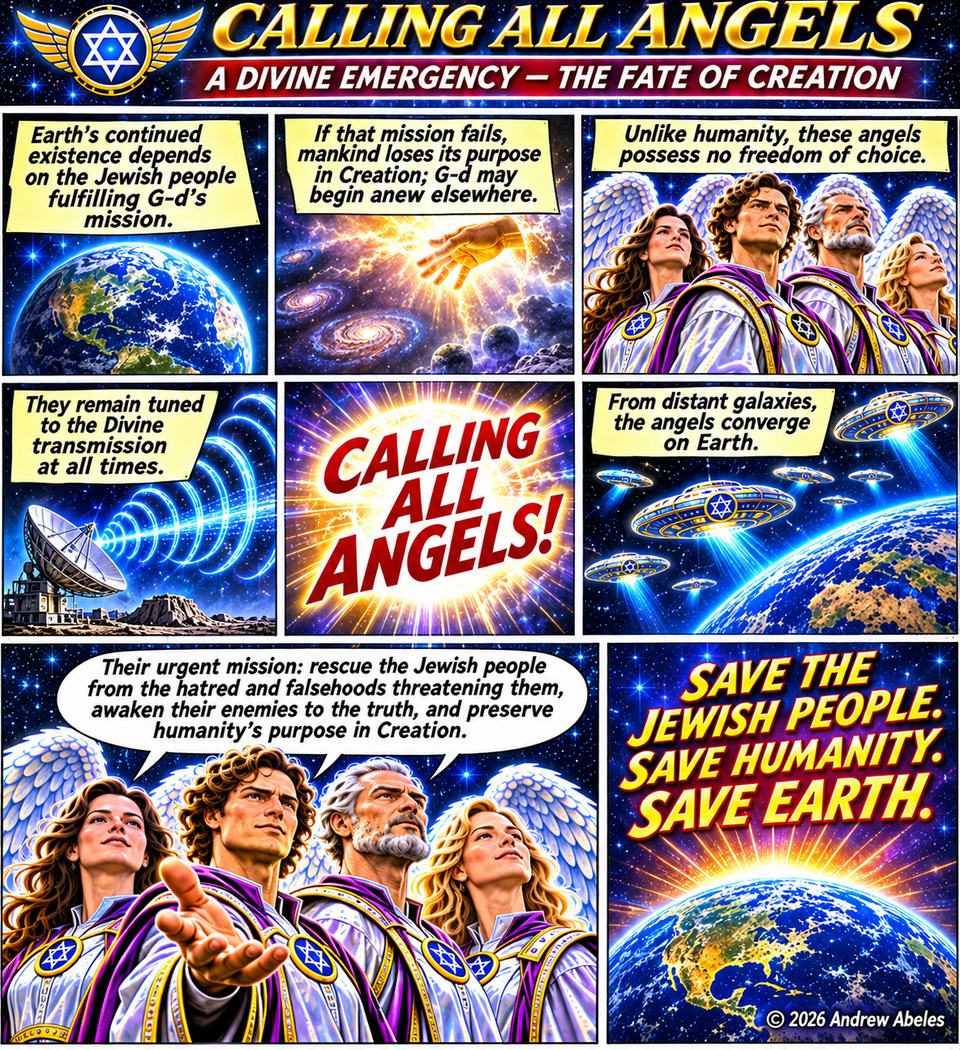 CALLING ALL ANGELS
A DIVINE EMERGENCY — THE FATE OF CREATION
Earth's continued
existence depends
on the Jewish people
fulfilling G-d's
mission.
If that mission fails,
mankind loses its purpose
in Creation; G-d may
begin anew elsewhere.
Unlike humanity, these angels
possess no freedom of choice.
They remain tuned
to the Divine
transmission
at all times.
CALLING
ALL
ANGELS!
From distant galaxies,
the angels converge
on Earth.
Their urgent mission: rescue the Jewish people
from the hatred and falsehoods threatening them,
awaken their enemies to the truth, and preserve
humanity's purpose in Creation.
SAVE THE
JEWISH PEOPLE.
SAVE HUMANITY.
SAVE EARTH.
© 2026 Andrew Abeles